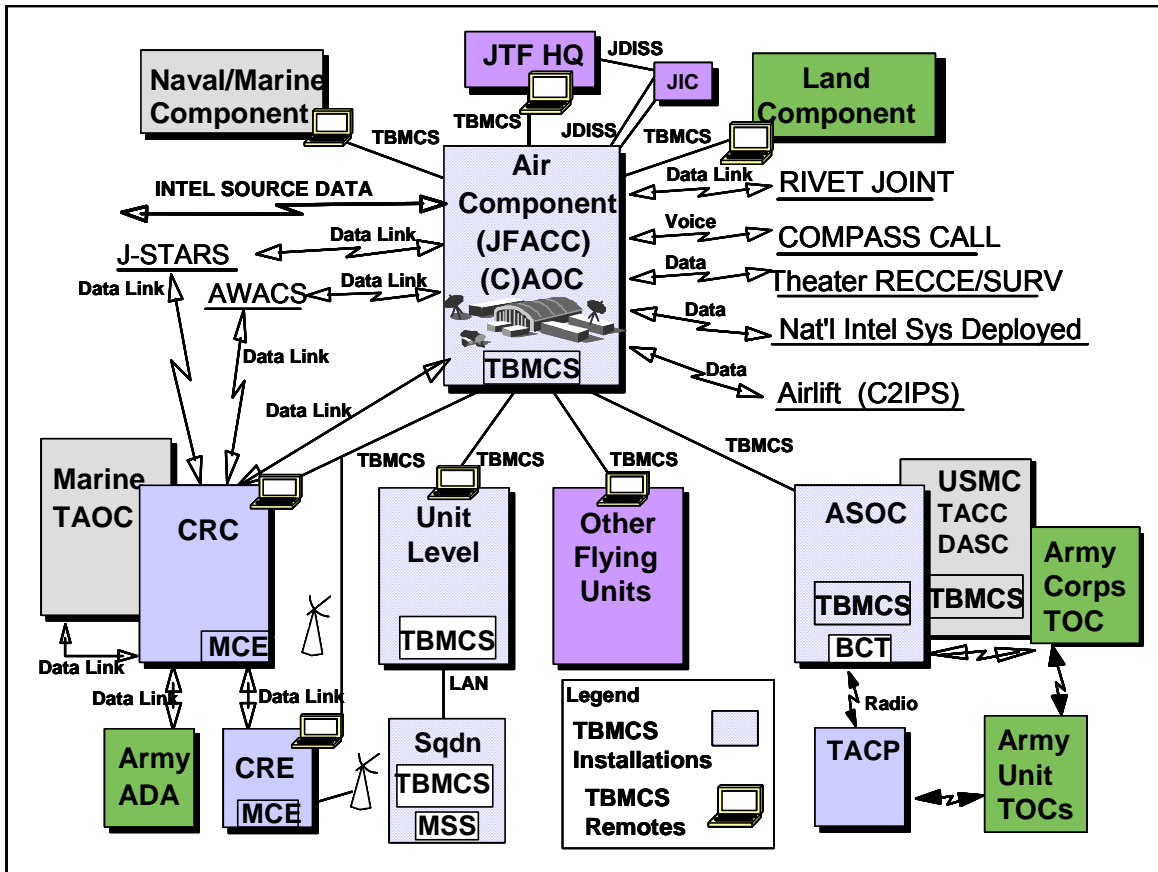 JTF HQ
JDISS
JIC
Naval/Marine
Component
Land
Component
TBMCS
TBMCS
JDISS
TBMCS
Air
Component
(JFACC)
(C)AOC
TBMCS
INTEL SOURCE DATA
Data Link
RIVET JOINT
Voice
COMPASS CALL
Data
Theater RECCE/SURV
Data
Nat'l Intel Sys Deployed
Data
Airlift (C2IPS)
Data Link
J-STARS
Data Link
Data Link
AWACS
Data Link
Data Link
TBMCS
TBMCS
TBMCS
TBMCS
Marine
TAOC
CRC
MCE
Unit
Level
TBMCS
Other
Flying
Units
ASOC
TBMCS
BCT
USMC
TACC
DASC
TBMCS
Army
Corps
TOC
Data Link
Data Link
Data Link
LAN
Radio
Army
ADA
CRE
MCE
Sqdn
TBMCS
MSS
Legend
TBMCS
Installations
TBMCS
Remotes
TACP
Army
Unit
TOCs